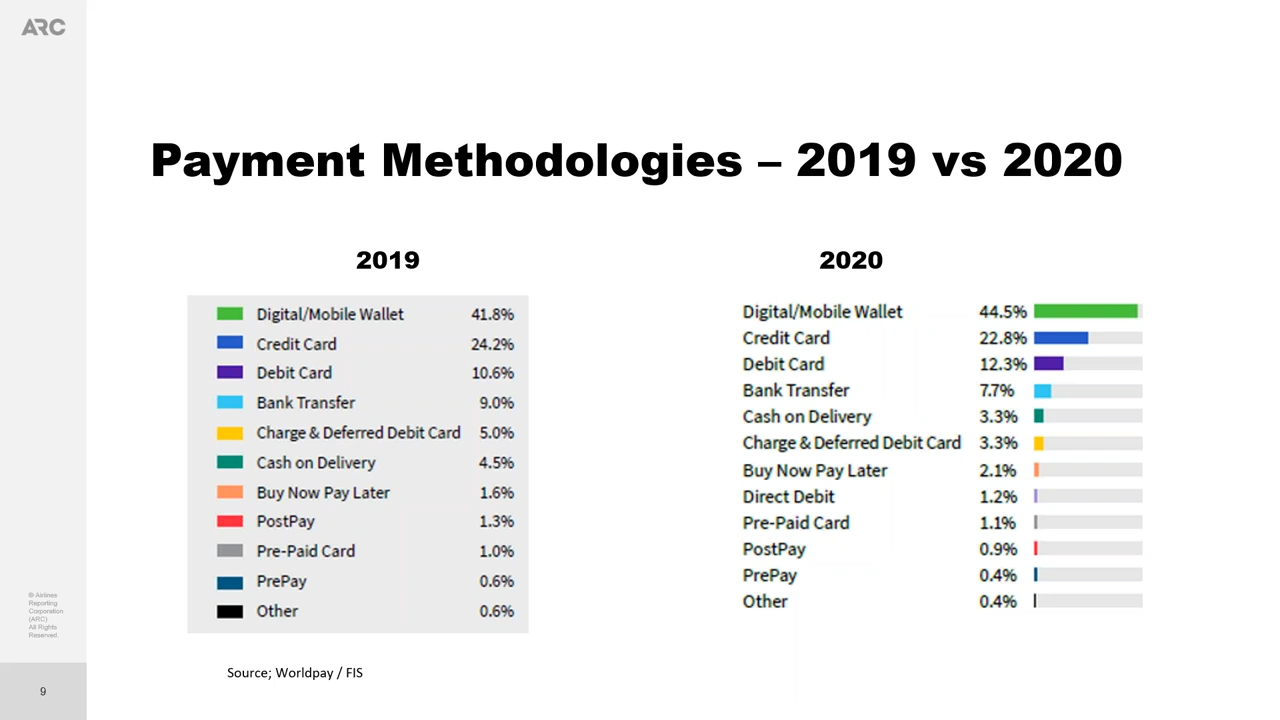 ARC
Payment Methodologies – 2019 vs 2020
2019
Digital/Mobile Wallet 41.8%
Credit Card 24.2%
Debit Card 10.6%
Bank Transfer 9.0%
Charge & Deferred Debit Card 5.0%
Cash on Delivery 4.5%
Buy Now Pay Later 1.6%
PostPay 1.3%
Pre-Paid Card 1.0%
PrePay 0.6%
Other 0.6%
2020
Digital/Mobile Wallet 44.5%
Credit Card 22.8%
Debit Card 12.3%
Bank Transfer 7.7%
Cash on Delivery 3.3%
Charge & Deferred Debit Card 3.3%
Buy Now Pay Later 2.1%
Direct Debit 1.2%
Pre-Paid Card 1.1%
PostPay 0.9%
PrePay 0.4%
Other 0.4%
Source; Worldpay / FIS
© Airlines
Reporting
Corporation
(ARC)
All Rights
Reserved.
9